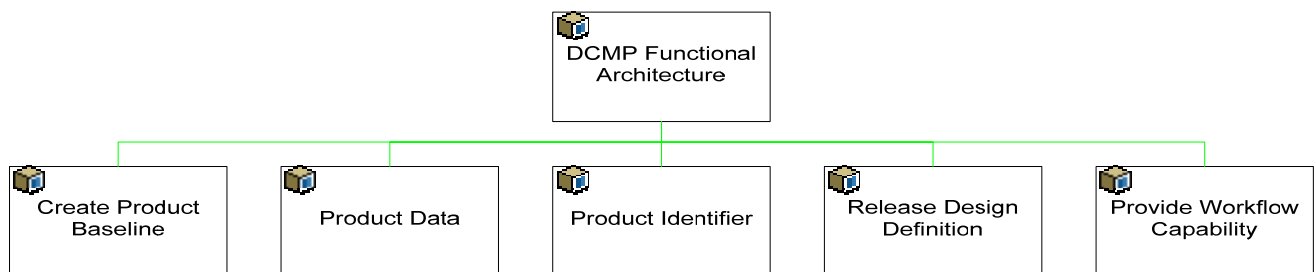 DCMP Functional
Architecture
Create Product
Baseline
Product Data
Product Identifier
Release Design
Definition
Provide Workflow
Capability